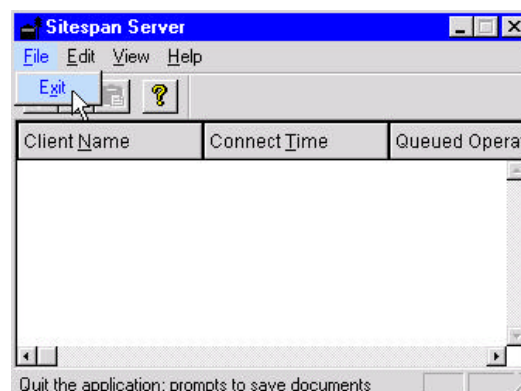 Sitespan Server
File Edit View Help
Exit
Client Name Connect Time Queued Opera
Quit the application; prompts to save documents